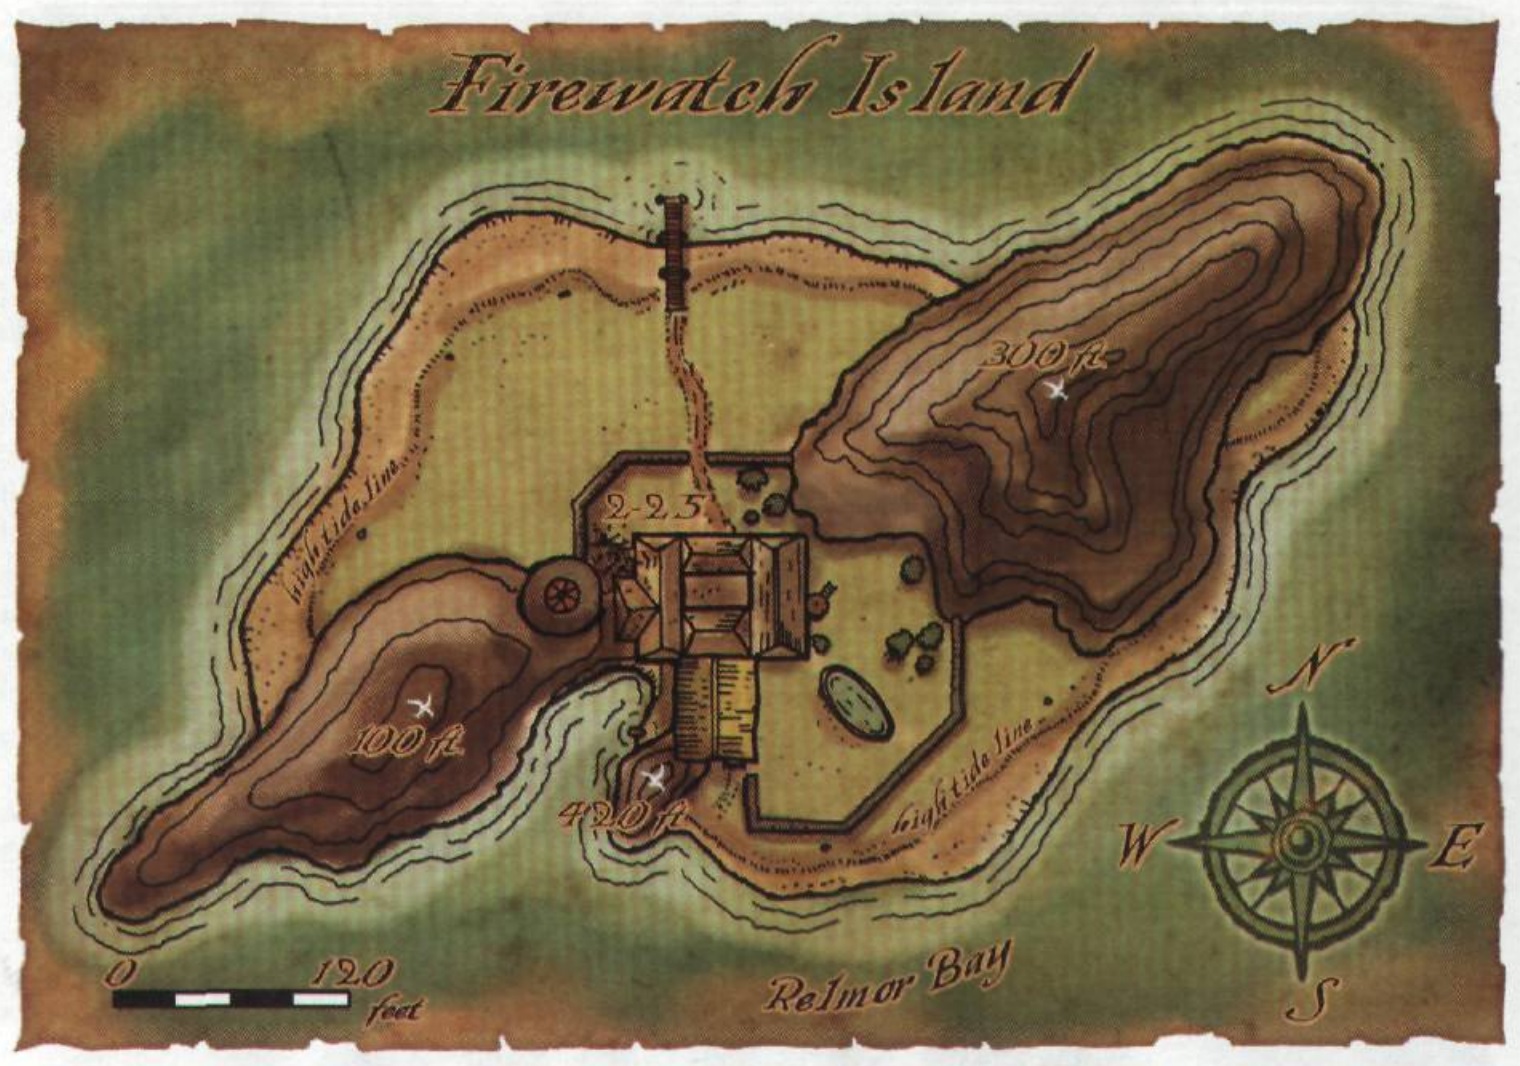 Firewatch Island
300 ft.
high tide line
2-25
100 ft.
420 ft.
high tide line
N
W
E
S
0
120
feet
Relmor Bay